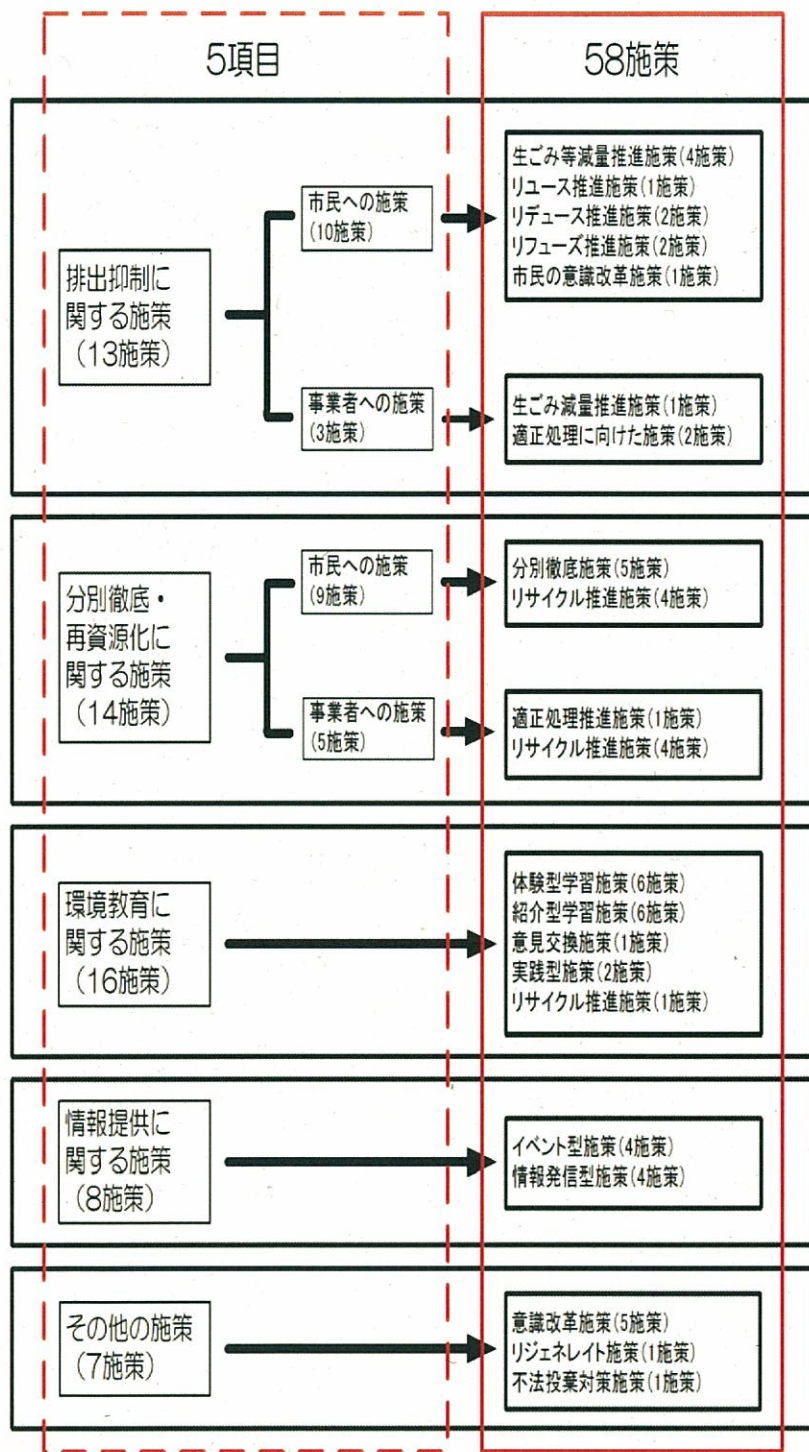 5項目
58施策
排出抑制に
関する施策
(13施策)
市民への施策
(10施策)
生ごみ等減量推進施策(4施策)
リユース推進施策(1施策)
リデュース推進施策(2施策)
リフューズ推進施策(2施策)
市民の意識改革施策(1施策)
事業者への施策
(3施策)
生ごみ減量推進施策(1施策)
適正処理に向けた施策(2施策)
分別徹底・
再資源化に
関する施策
(14施策)
市民への施策
(9施策)
分別徹底施策(5施策)
リサイクル推進施策(4施策)
事業者への施策
(5施策)
適正処理推進施策(1施策)
リサイクル推進施策(4施策)
環境教育に
関する施策
(16施策)
体験型学習施策(6施策)
紹介型学習施策(6施策)
意見交換施策(1施策)
実践型施策(2施策)
リサイクル推進施策(1施策)
情報提供に
関する施策
(8施策)
イベント型施策(4施策)
情報発信型施策(4施策)
その他の施策
(7施策)
意識改革施策(5施策)
リジェネレイト施策(1施策)
不法投棄対策施策(1施策)